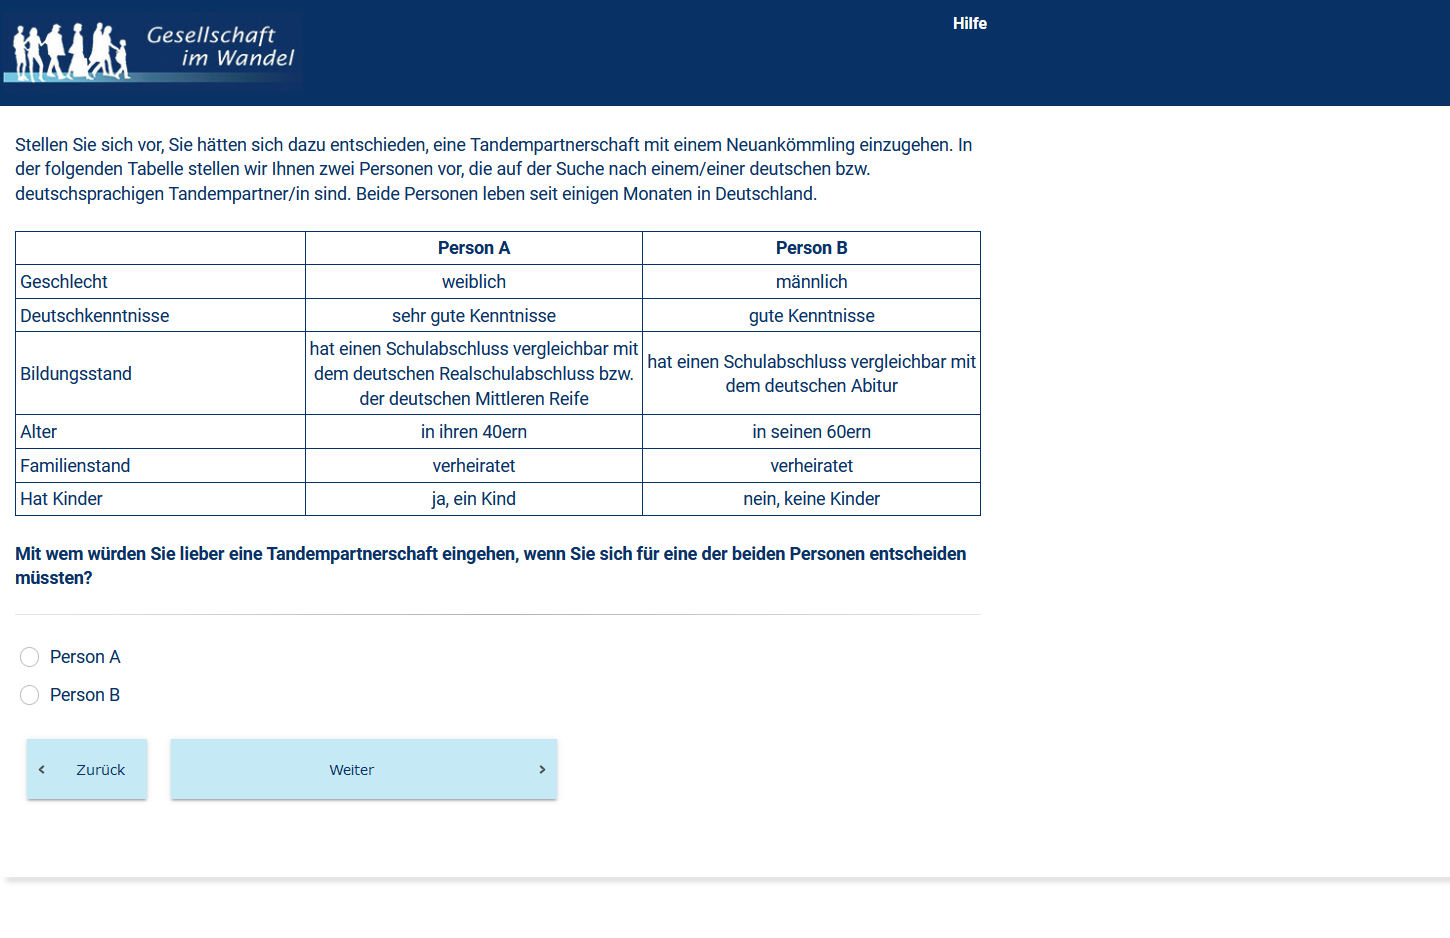 Gesellschaft
im Wandel
Hilfe
Stellen Sie sich vor, Sie hätten sich dazu entschieden, eine Tandempartnerschaft mit einem Neuankömmling einzugehen. In
der folgenden Tabelle stellen wir Ihnen zwei Personen vor, die auf der Suche nach einem/einer deutschen bzw.
deutschsprachigen Tandempartner/in sind. Beide Personen leben seit einigen Monaten in Deutschland.
Person A Person B
Geschlecht weiblich männlich
Deutschkenntnisse sehr gute Kenntnisse gute Kenntnisse
Bildungsstand
hat einen Schulabschluss vergleichbar mit
dem deutschen Realschulabschluss bzw.
der deutschen Mittleren Reife
hat einen Schulabschluss vergleichbar mit
dem deutschen Abitur
Alter in ihren 40ern in seinen 60ern
Familienstand verheiratet verheiratet
Hat Kinder ja, ein Kind nein, keine Kinder
Mit wem würden Sie lieber eine Tandempartnerschaft eingehen, wenn Sie sich für eine der beiden Personen entscheiden
müssten?
Person A
Person B
Zurück
Weiter